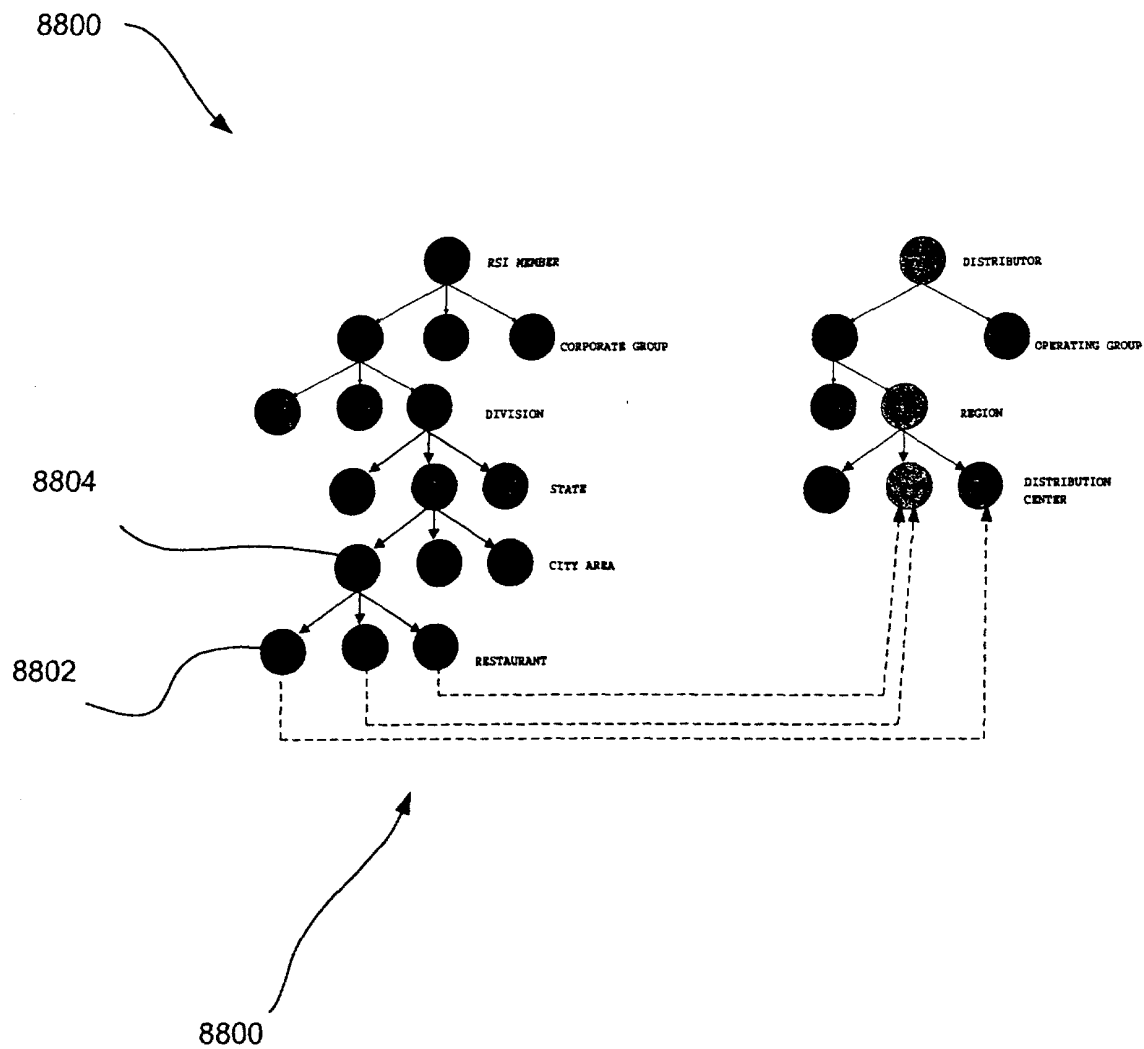 8800
RSI MEMBER
DISTRIBUTOR
CORPORATE GROUP
OPERATING GROUP
DIVISION
REGION
8804
STATE
DISTRIBUTION
CENTER
CITY AREA
8802
RESTAURANT
8800